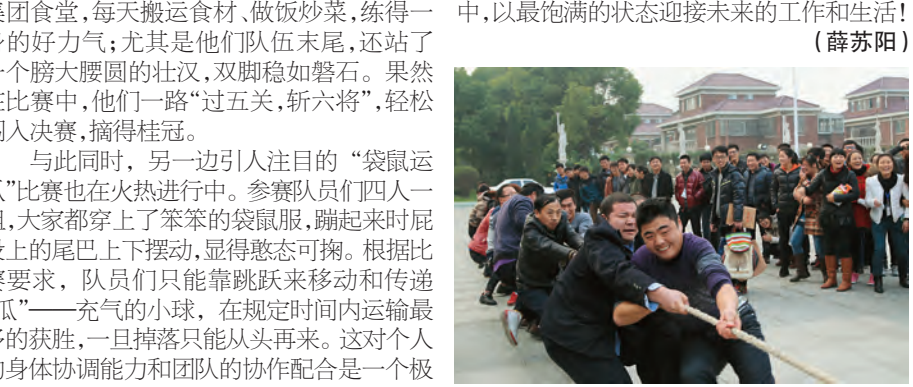 集团食堂,每天搬运食材、做饭炒菜,练得一
的好力气;尤其是他们队伍末尾,还站了
一个膀大腰圆的壮汉,双脚稳如磐石。果然
在比赛中,他们一路“过五关,斩六将”,轻松
闯入决赛,摘得桂冠。
与此同时,另一边引人注目的“袋鼠运
瓜”比赛也在火热进行中。参赛队员们四人一
组,大家都穿上了笨笨的袋鼠服,蹦起来时屁
股上的尾巴上下摆动,显得憨态可掬。根据比
赛要求,队员们只能靠跳跃来移动和传递
“瓜”——充气的小球,在规定时间内运输最
多的获胜,一旦掉落只能从头再来。这对个人
的身体协调能力和团队的协作配合是一个极
中,以最饱满的状态迎接未来的工作和生活!
(薛苏阳)